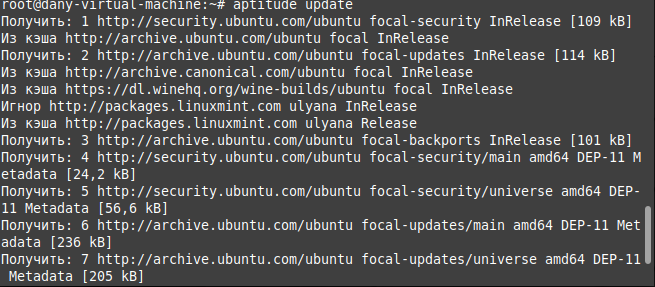 root@dany-virtual-machine:~# aptitude update
Получить: 1 http://security.ubuntu.com/ubuntu focal-security InRelease [109 kB]
Из кэша http://archive.ubuntu.com/ubuntu focal InRelease
Получить: 2 http://archive.ubuntu.com/ubuntu focal-updates InRelease [114 kB]
Из кэша http://archive.canonical.com/ubuntu focal InRelease
Из кэша https://dl.winehq.org/wine-builds/ubuntu focal InRelease
Игнор http://packages.linuxmint.com ulyana InRelease
Из кэша http://packages.linuxmint.com ulyana Release
Получить: 3 http://archive.ubuntu.com/ubuntu focal-backports InRelease [101 kB]
Получить: 4 http://security.ubuntu.com/ubuntu focal-security/main amd64 DEP-11 M
etadata [24,2 kB]
Получить: 5 http://security.ubuntu.com/ubuntu focal-security/universe amd64 DEP-
11 Metadata [56,6 kB]
Получить: 6 http://archive.ubuntu.com/ubuntu focal-updates/main amd64 DEP-11 Met
adata [236 kB]
Получить: 7 http://archive.ubuntu.com/ubuntu focal-updates/universe amd64 DEP-11
 Metadata [205 kB]